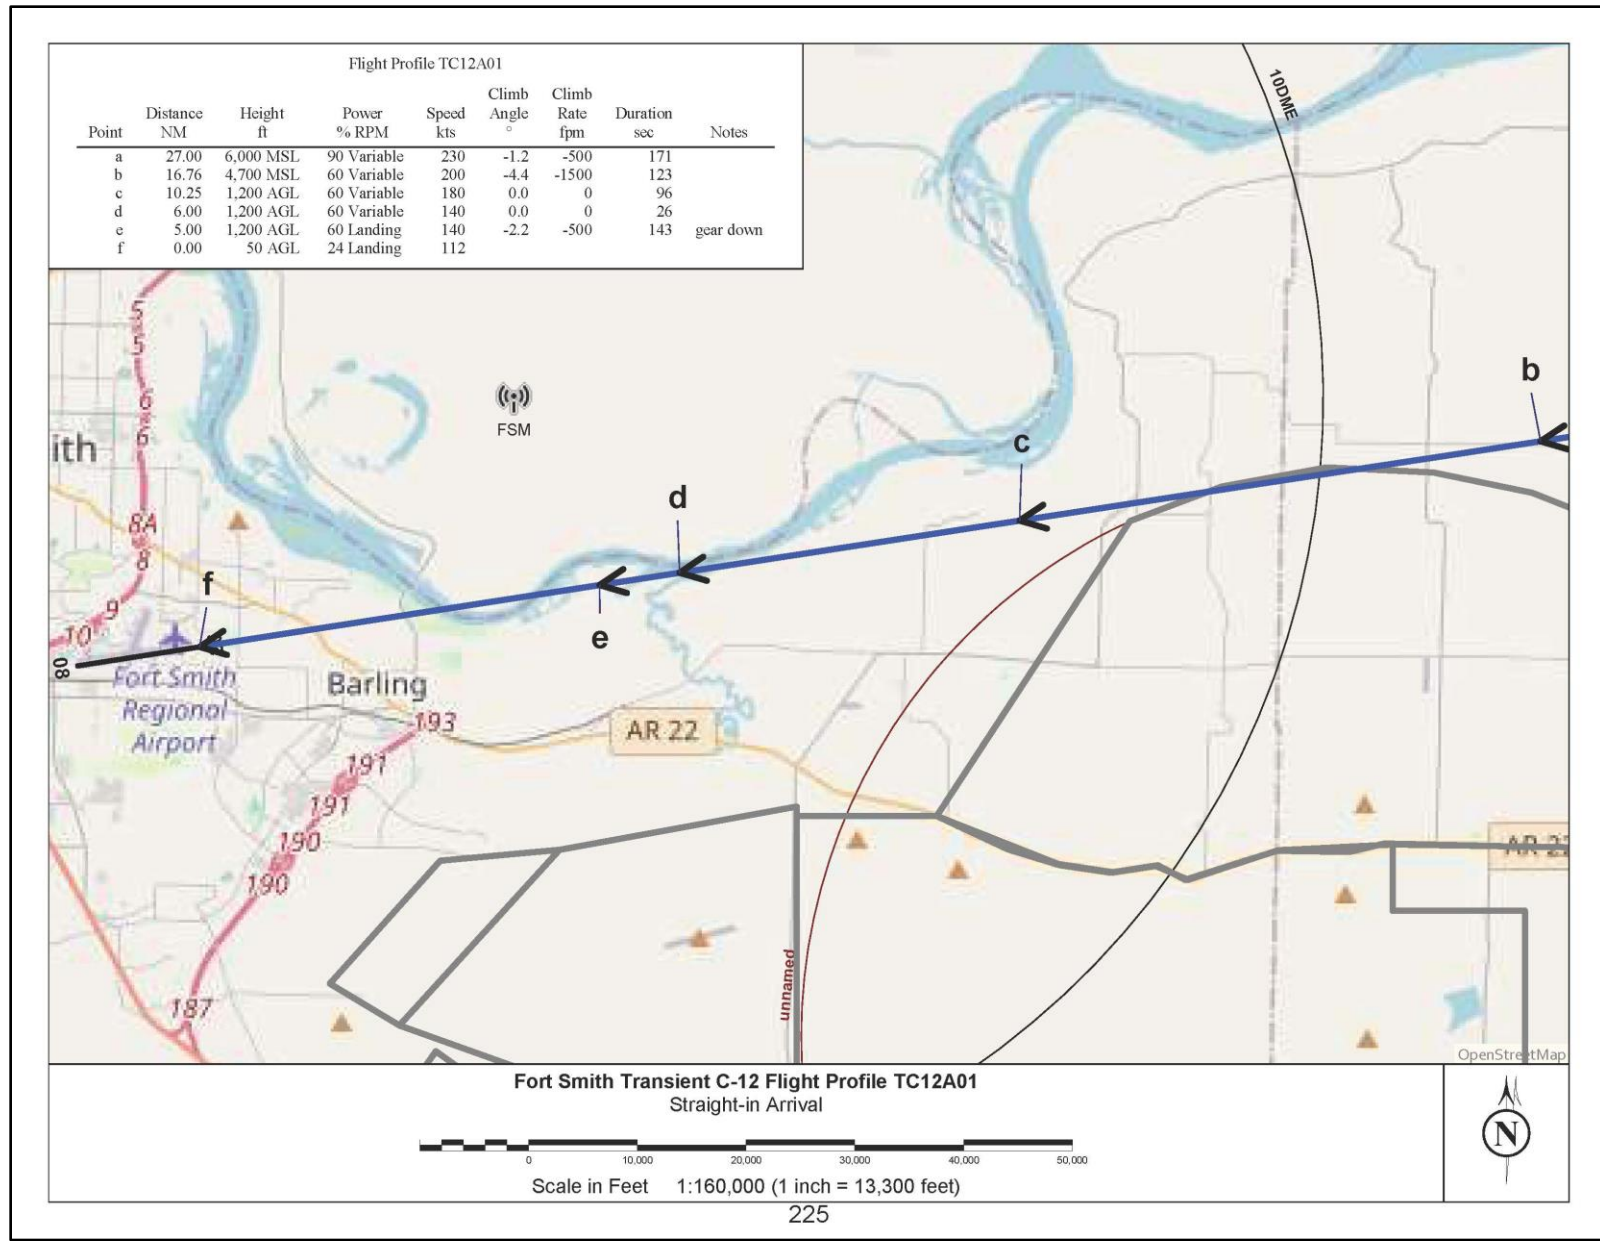 Flight Profile TC12A01
Climb Climb
Distance Height Power Speed Angle Rate Duration
Point NM ft % RPM kts ° fpm sec Notes
a 27.00 6,000 MSL 90 Variable 230 -1.2 -500 171
b 16.76 4,700 MSL 60 Variable 200 -4.4 -1500 123
c 10.25 1,200 AGL 60 Variable 180 0.0 0 96
d 6.00 1,200 AGL 60 Variable 140 0.0 0 26
e 5.00 1,200 AGL 60 Landing 140 -2.2 -500 143 gear down
f 0.00 50 AGL 24 Landing 112
10DME
5
5
6
6
b
FSM
ith
c
d
8A
8
f
9
10
e
08
Fort Smith
Regional
Airport
Barling
193
AR 22
191
191
190
190
AR 22
unnamed
187
OpenStreetMap
Fort Smith Transient C-12 Flight Profile TC12A01
Straight-in Arrival
0 10,000 20,000 30,000 40,000 50,000
Scale in Feet 1:160,000 (1 inch = 13,300 feet)
N
225